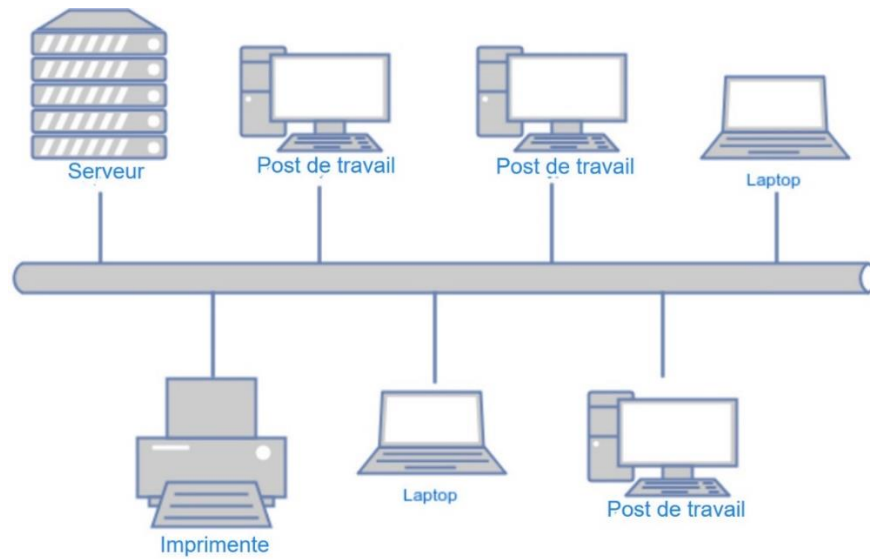 Serveur
Post de travail
Post de travail
Laptop
Imprimente
Laptop
Post de travail